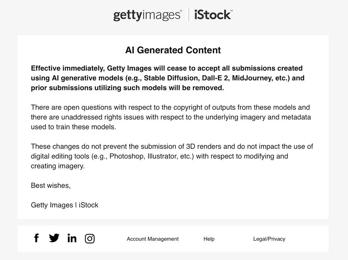 gettyimages® | iStock™
AI Generated Content
Effective immediately, Getty Images will cease to accept all submissions created
using AI generative models (e.g., Stable Diffusion, Dall‑E 2, MidJourney, etc.) and
prior submissions utilizing such models will be removed.
There are open questions with respect to the copyright of outputs from these models and
there are unaddressed rights issues with respect to the underlying imagery and metadata
used to train these models.
These changes do not prevent the submission of 3D renders and do not impact the use of
digital editing tools (e.g., Photoshop, Illustrator, etc.) with respect to modifying and
creating imagery.
Best wishes,
Getty Images | iStock
Account Management Help Legal/Privacy